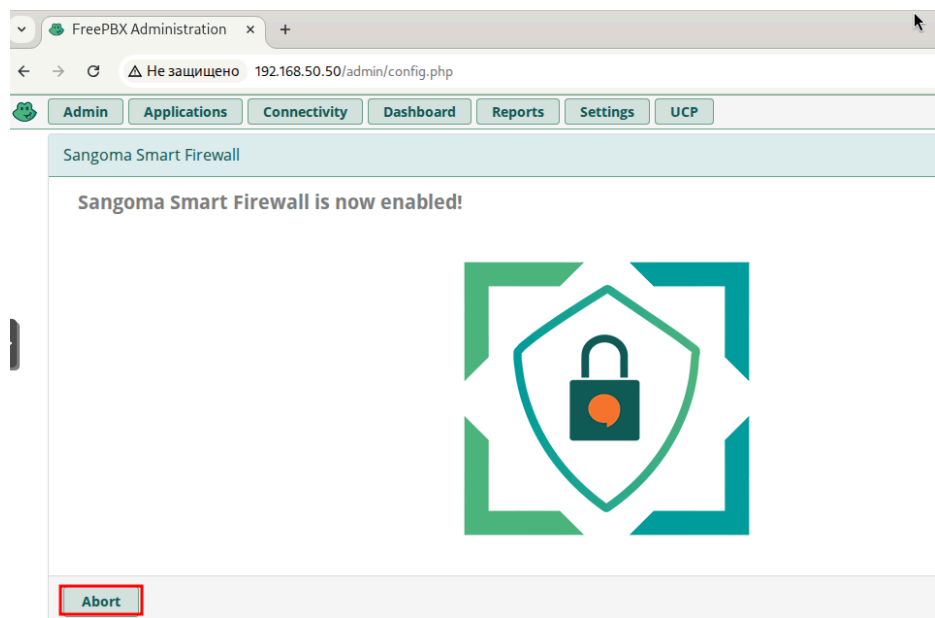 FreePBX Administration
Не защищено 192.168.50.50/admin/config.php
Admin Applications Connectivity Dashboard Reports Settings UCP
Sangoma Smart Firewall
Sangoma Smart Firewall is now enabled!
Abort